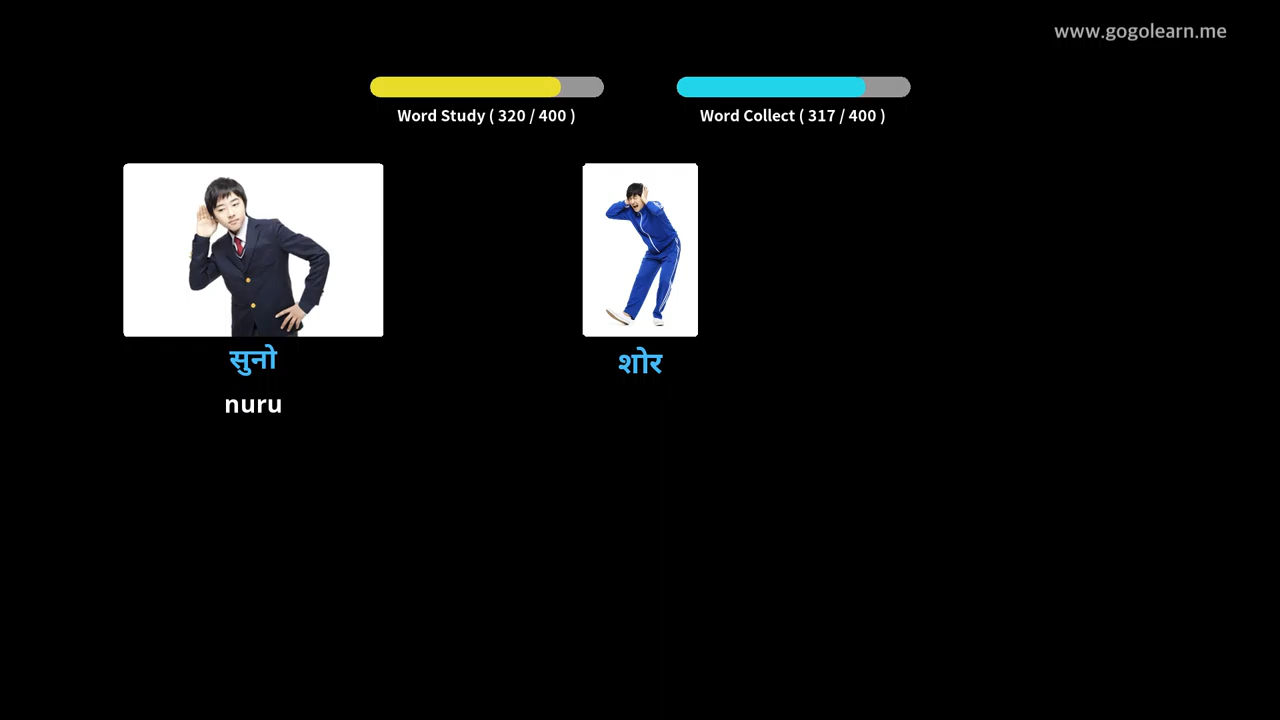 www.gogolearn.me
Word Study ( 320 / 400 )
Word Collect ( 317 / 400 )
सुनो
शोर
nuru